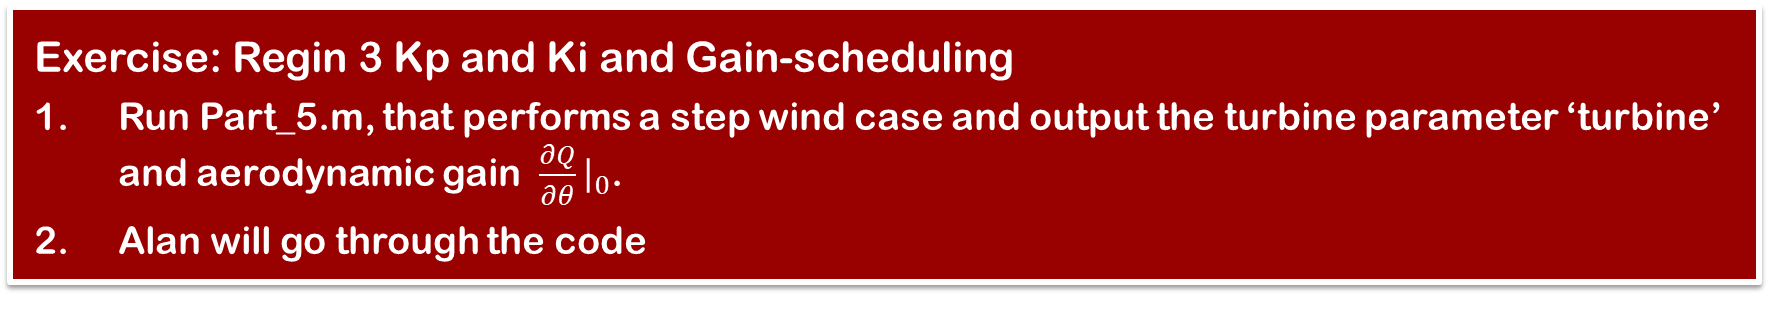 Exercise: Regin 3 Kp and Ki and Gain-scheduling
1. Run Part_5.m, that performs a step wind case and output the turbine parameter ‘turbine’
and aerodynamic gain ∂Q/∂θ |₀.
2. Alan will go through the code